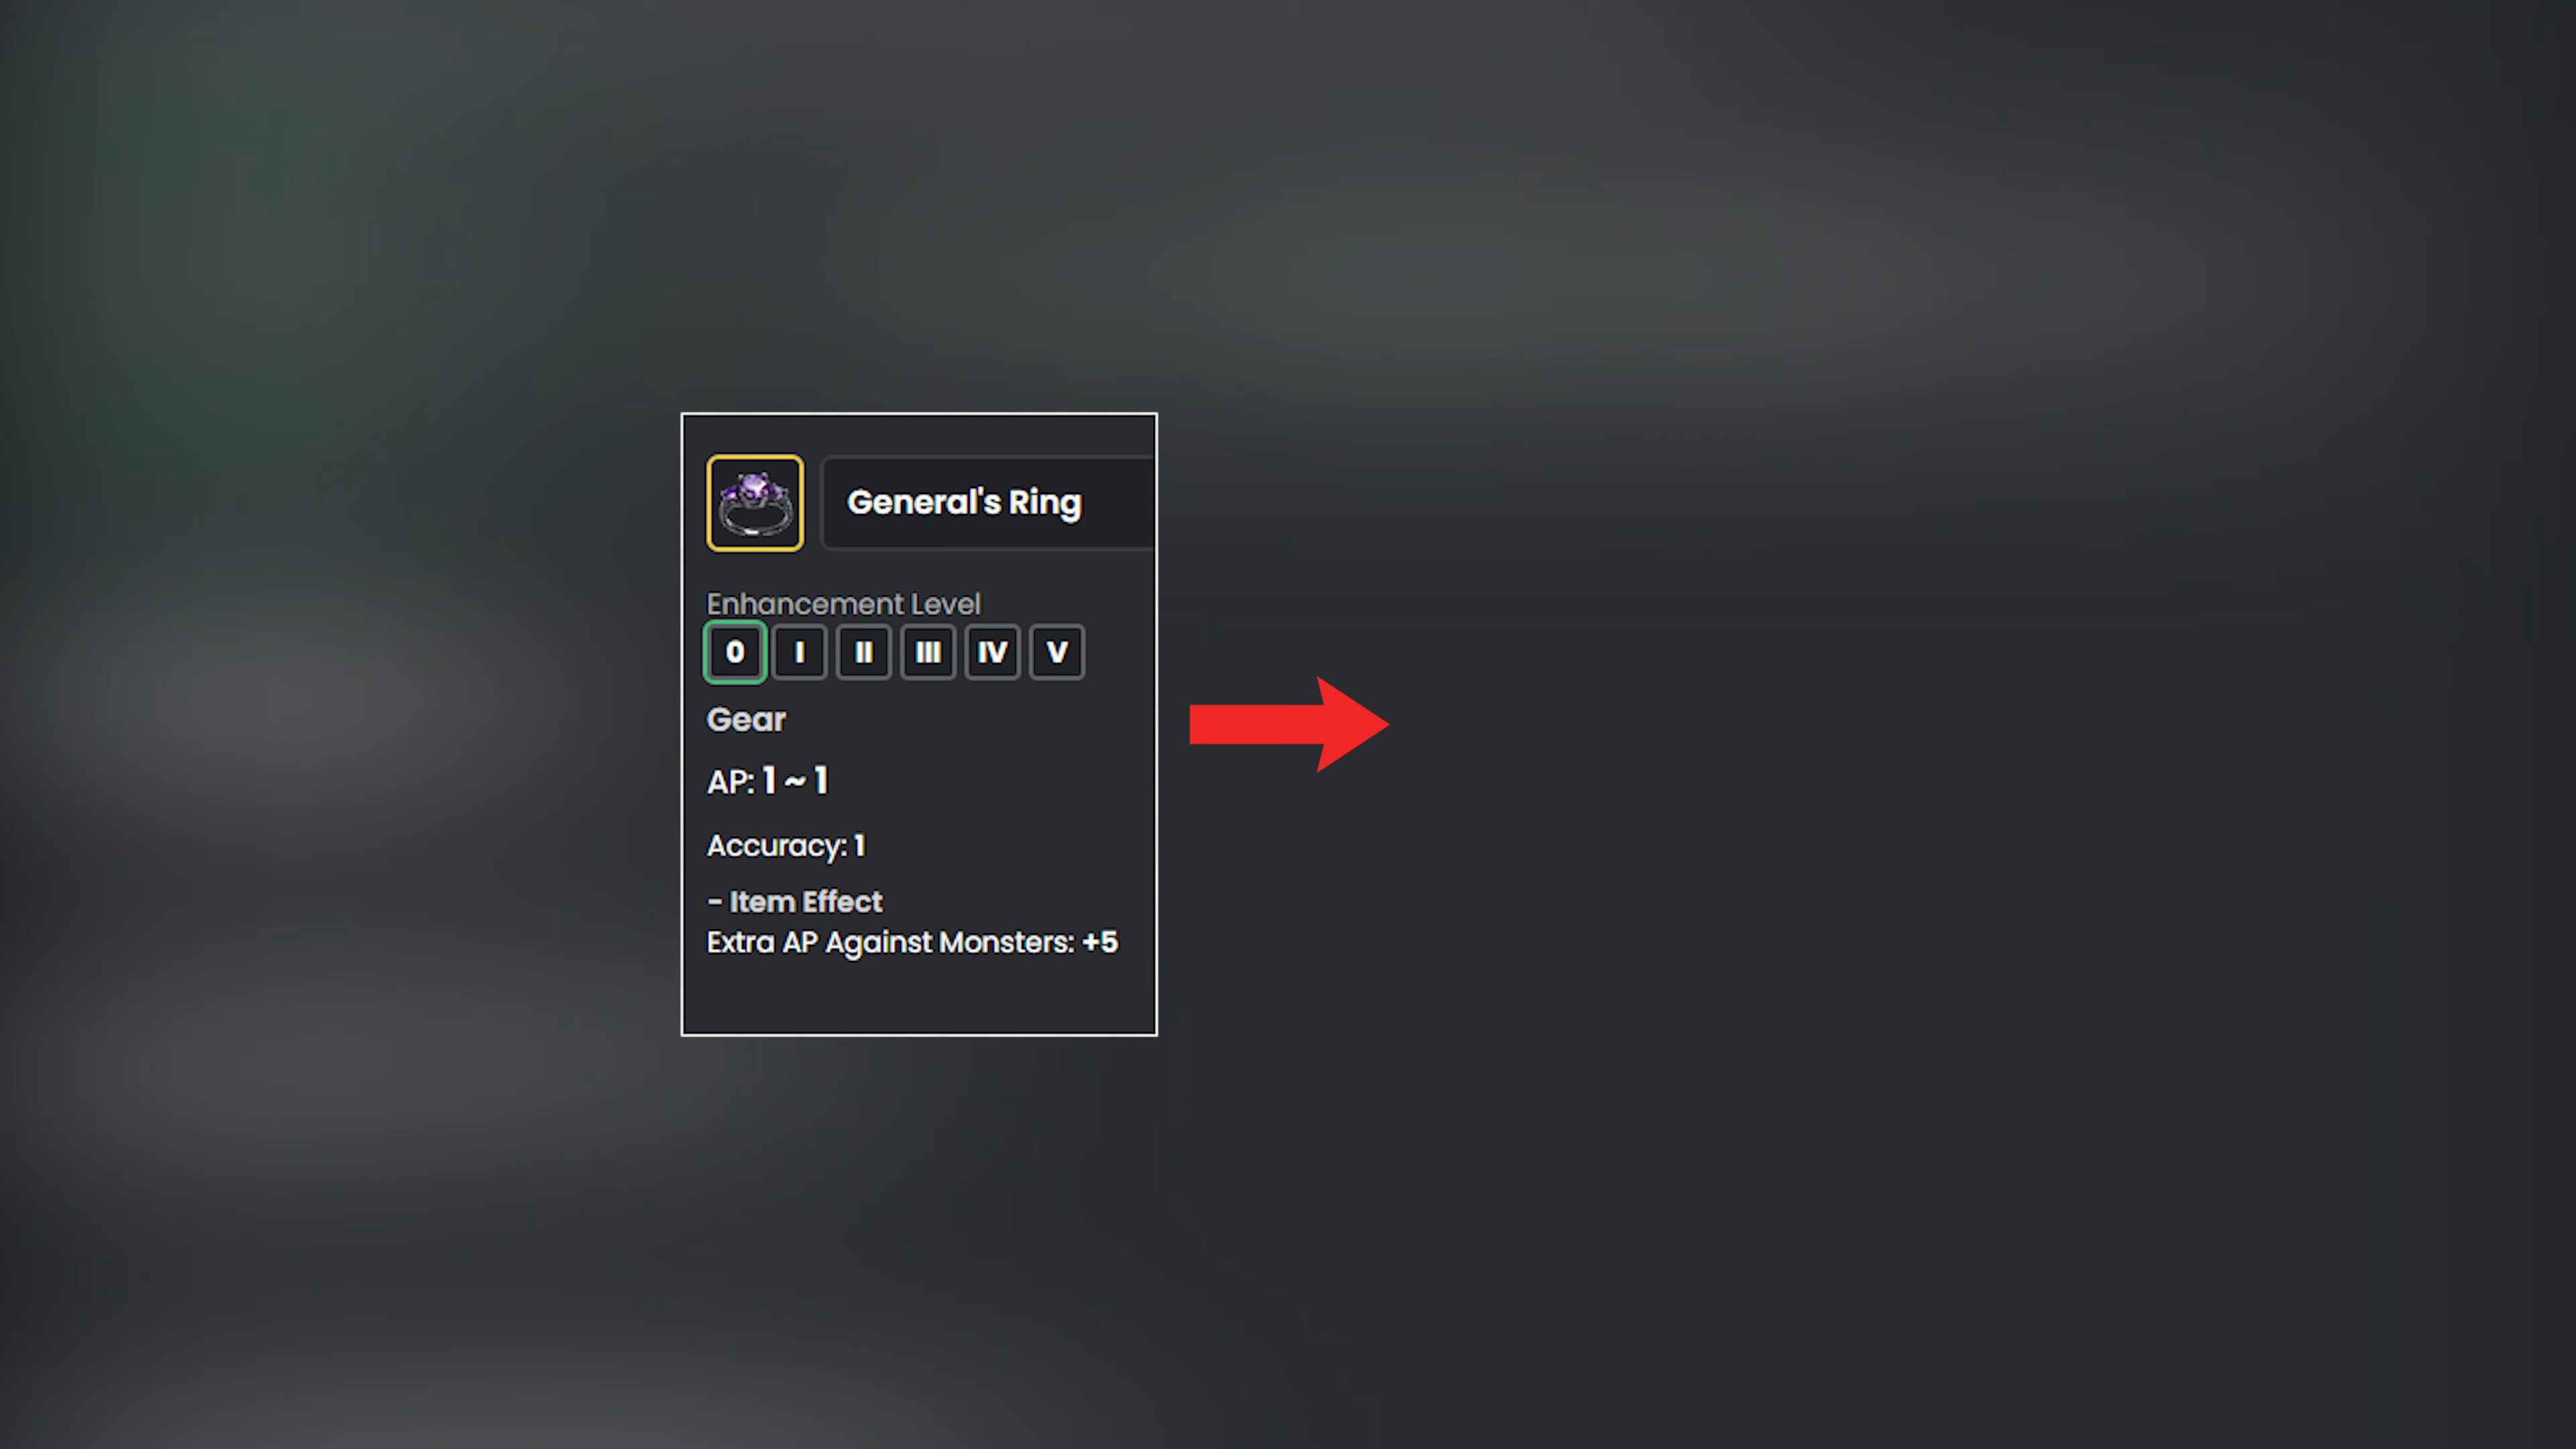 General's Ring
Enhancement Level
0 I II III IV V
Gear
AP: 1 ~ 1
Accuracy: 1
- Item Effect
Extra AP Against Monsters: +5